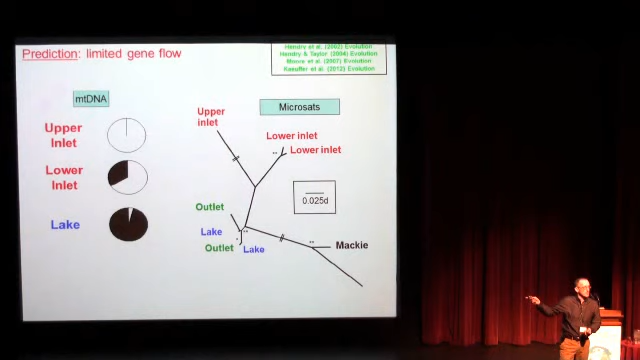 Prediction: limited gene flow
Hendry et al. (2002) Evolution
Hendry & Taylor (2004) Evolution
Moore et al. (2007) Evolution
Kaeuffer et al. (2012) Evolution
mtDNA
Upper
Inlet
Lower
Inlet
Lake
Microsats
Upper
inlet
Lower inlet
Lower inlet
0.025d
Outlet
Lake
Outlet
Lake
Mackie